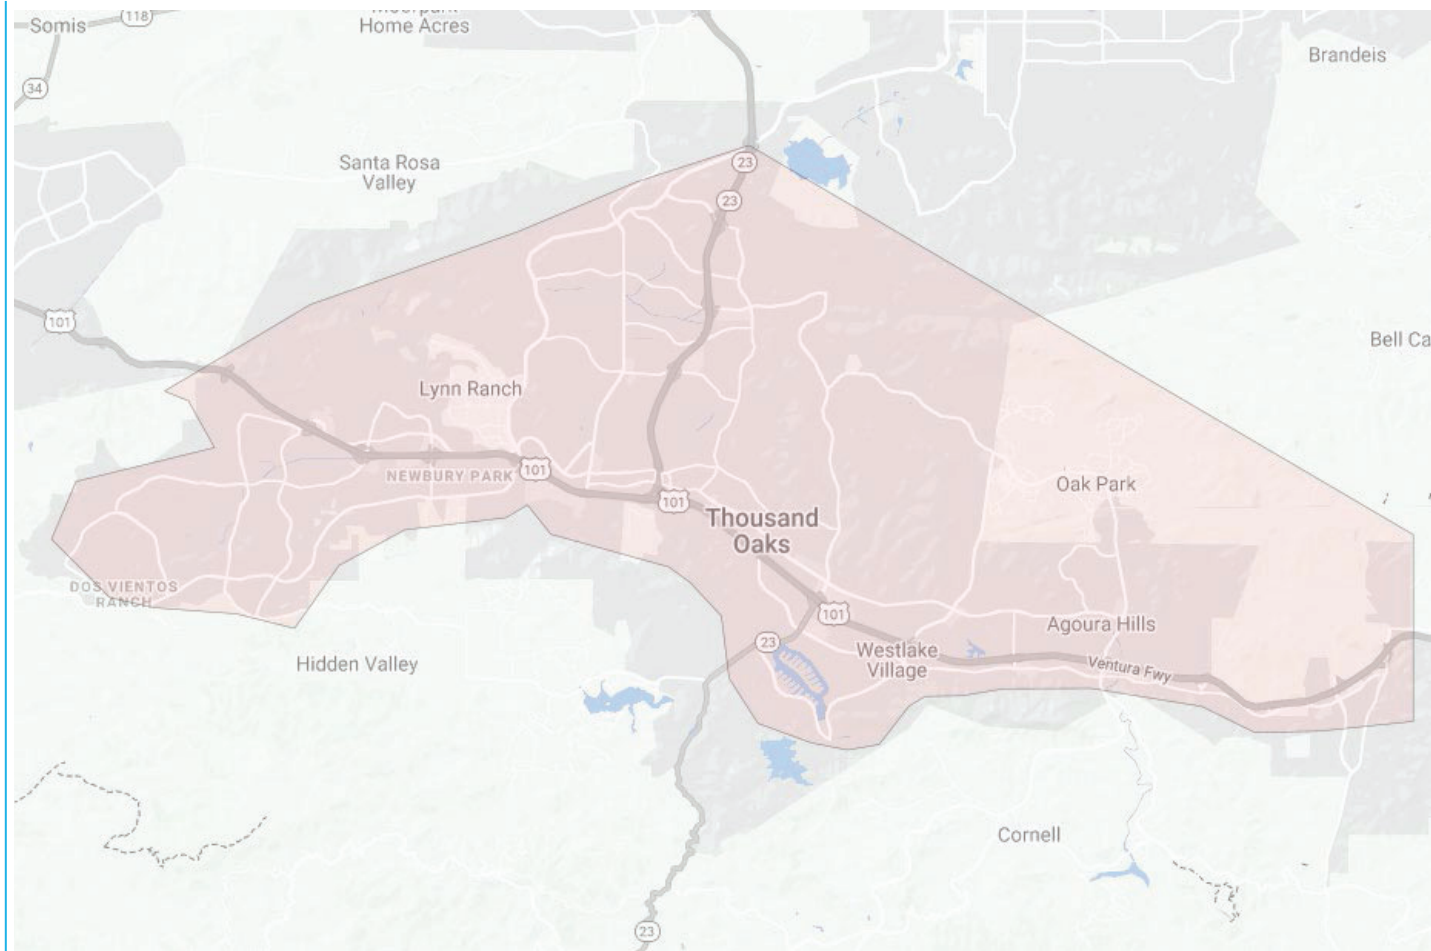 118
Somis
Home Acres
Brandeis
34
Santa Rosa
Valley
23
23
101
Bell Ca
Lynn Ranch
NEWBURY PARK
101
Oak Park
101
Thousand
Oaks
DOS VIENTOS
RANCH
101
Agoura Hills
23
Westlake
Village
Hidden Valley
Ventura Fwy
Cornell
23